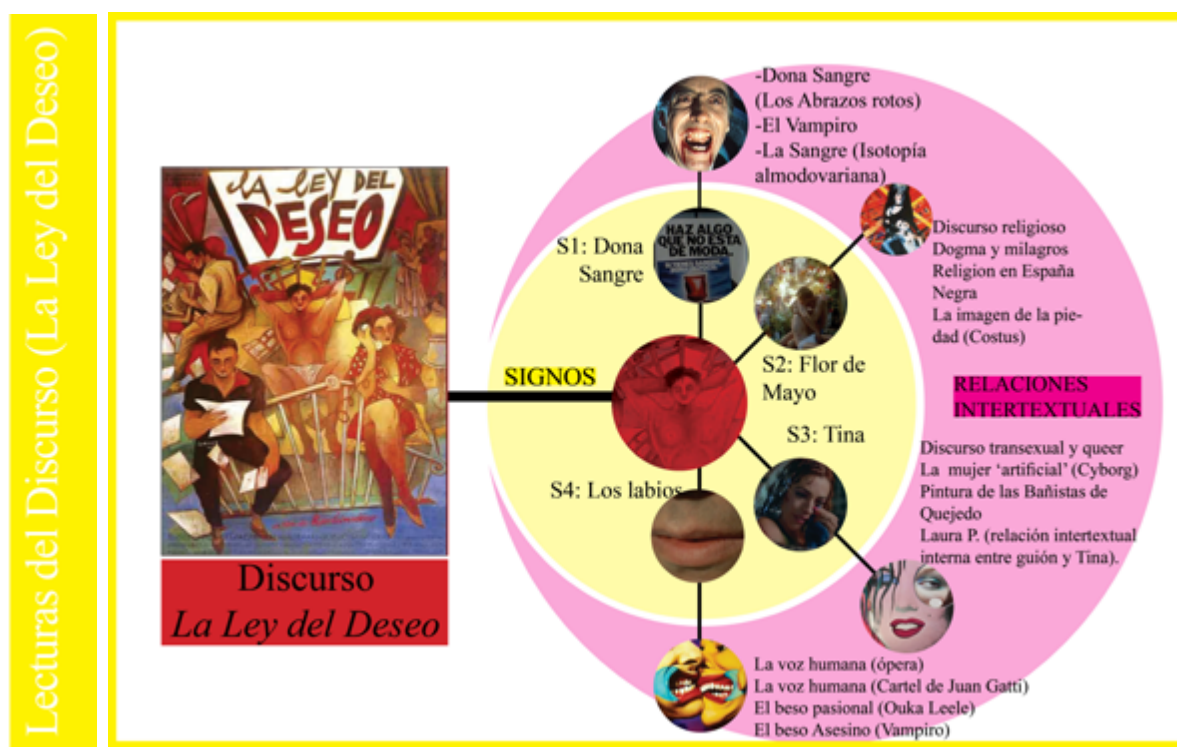 Lecturas del Discurso (La Ley del Deseo)
LA LEY DEL
DESEO
Discurso
La Ley del Deseo
SIGNOS
-Dona Sangre
(Los Abrazos rotos)
-El Vampiro
-La Sangre (Isotopía
almodovariana)
S1: Dona
Sangre
HAZ ALGO
QUE NO ESTA
DE MODA.
S2: Flor de
Mayo
S3: Tina
S4: Los labios
Discurso religioso
Dogma y milagros
Religion en España
Negra
La imagen de la pie-
dad (Costus)
RELACIONES
INTERTEXTUALES
Discurso transexual y queer
La mujer ‘artificial’ (Cyborg)
Pintura de las Bañistas de
Quejedo
Laura P. (relación intertextual
interna entre guión y Tina).
La voz humana (ópera)
La voz humana (Cartel de Juan Gatti)
El beso pasional (Ouka Leele)
El beso Asesino (Vampiro)